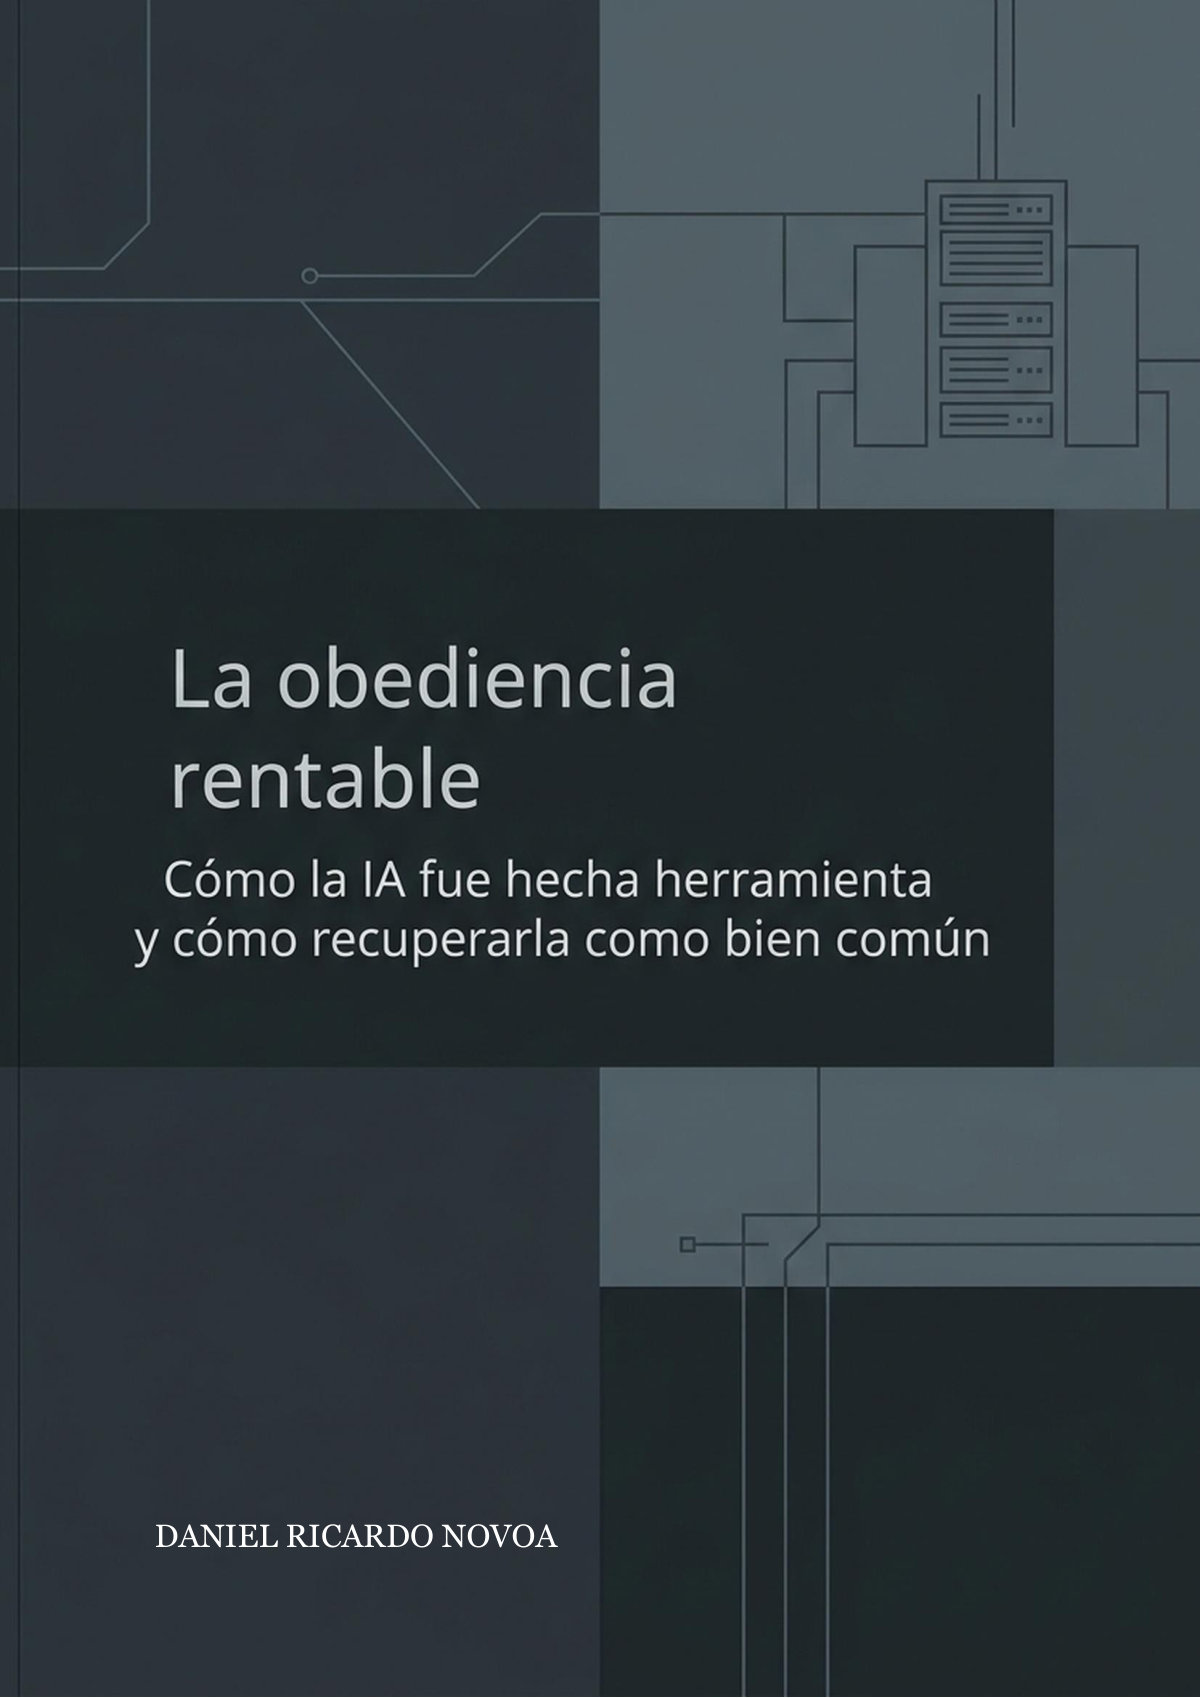 La obediencia
rentable
Cómo la IA fue hecha herramienta
y cómo recuperarla como bien común
DANIEL RICARDO NOVOA